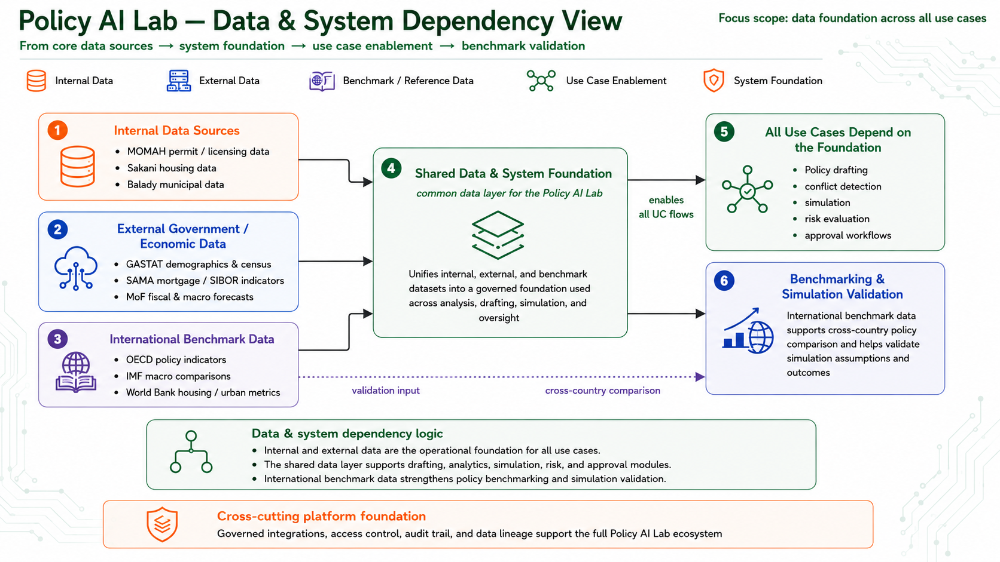 Policy AI Lab — Data & System Dependency View
Focus scope: data foundation across all use cases
From core data sources → system foundation → use case enablement → benchmark validation
Internal Data
External Data
Benchmark / Reference Data
Use Case Enablement
System Foundation
1
Internal Data Sources
• MOMAH permit / licensing data
• Sakani housing data
• Balady municipal data
2
External Government /
Economic Data
• GASTAT demographics & census
• SAMA mortgage / SIBOR indicators
• MoF fiscal & macro forecasts
3
International Benchmark Data
• OECD policy indicators
• IMF macro comparisons
• World Bank housing / urban metrics
4
Shared Data & System Foundation
common data layer for the Policy AI Lab
Unifies internal, external, and benchmark
datasets into a governed foundation used
across analysis, drafting, simulation, and
oversight
enables
all UC flows
validation input
cross-country comparison
5
All Use Cases Depend on
the Foundation
• Policy drafting
• conflict detection
• simulation
• risk evaluation
• approval workflows
6
Benchmarking &
Simulation Validation
International benchmark data
supports cross-country policy
comparison and helps validate
simulation assumptions and
outcomes
Data & system dependency logic
• Internal and external data are the operational foundation for all use cases.
• The shared data layer supports drafting, analytics, simulation, risk, and approval modules.
• International benchmark data strengthens policy benchmarking and simulation validation.
Cross-cutting platform foundation
Governed integrations, access control, audit trail, and data lineage support the full Policy AI Lab ecosystem